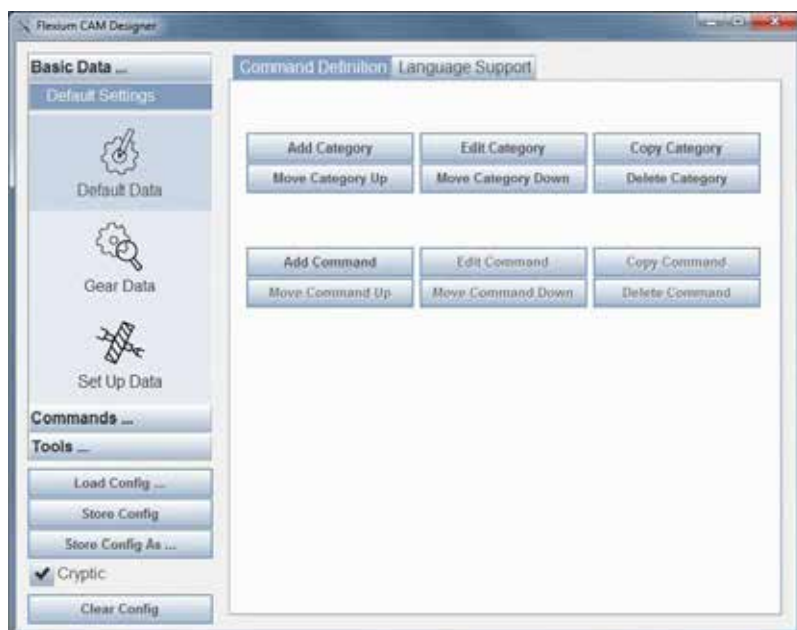 Flexium CAM Designer
Basic Data ...
Default Settings
Default Data
Gear Data
Set Up Data
Commands ...
Tools ...
Load Config ...
Store Config
Store Config As ...
Cryptic
Clear Config
Command Definition Language Support
Add Category Edit Category Copy Category
Move Category Up Move Category Down Delete Category
Add Command Edit Command Copy Command
Move Command Up Move Command Down Delete Command